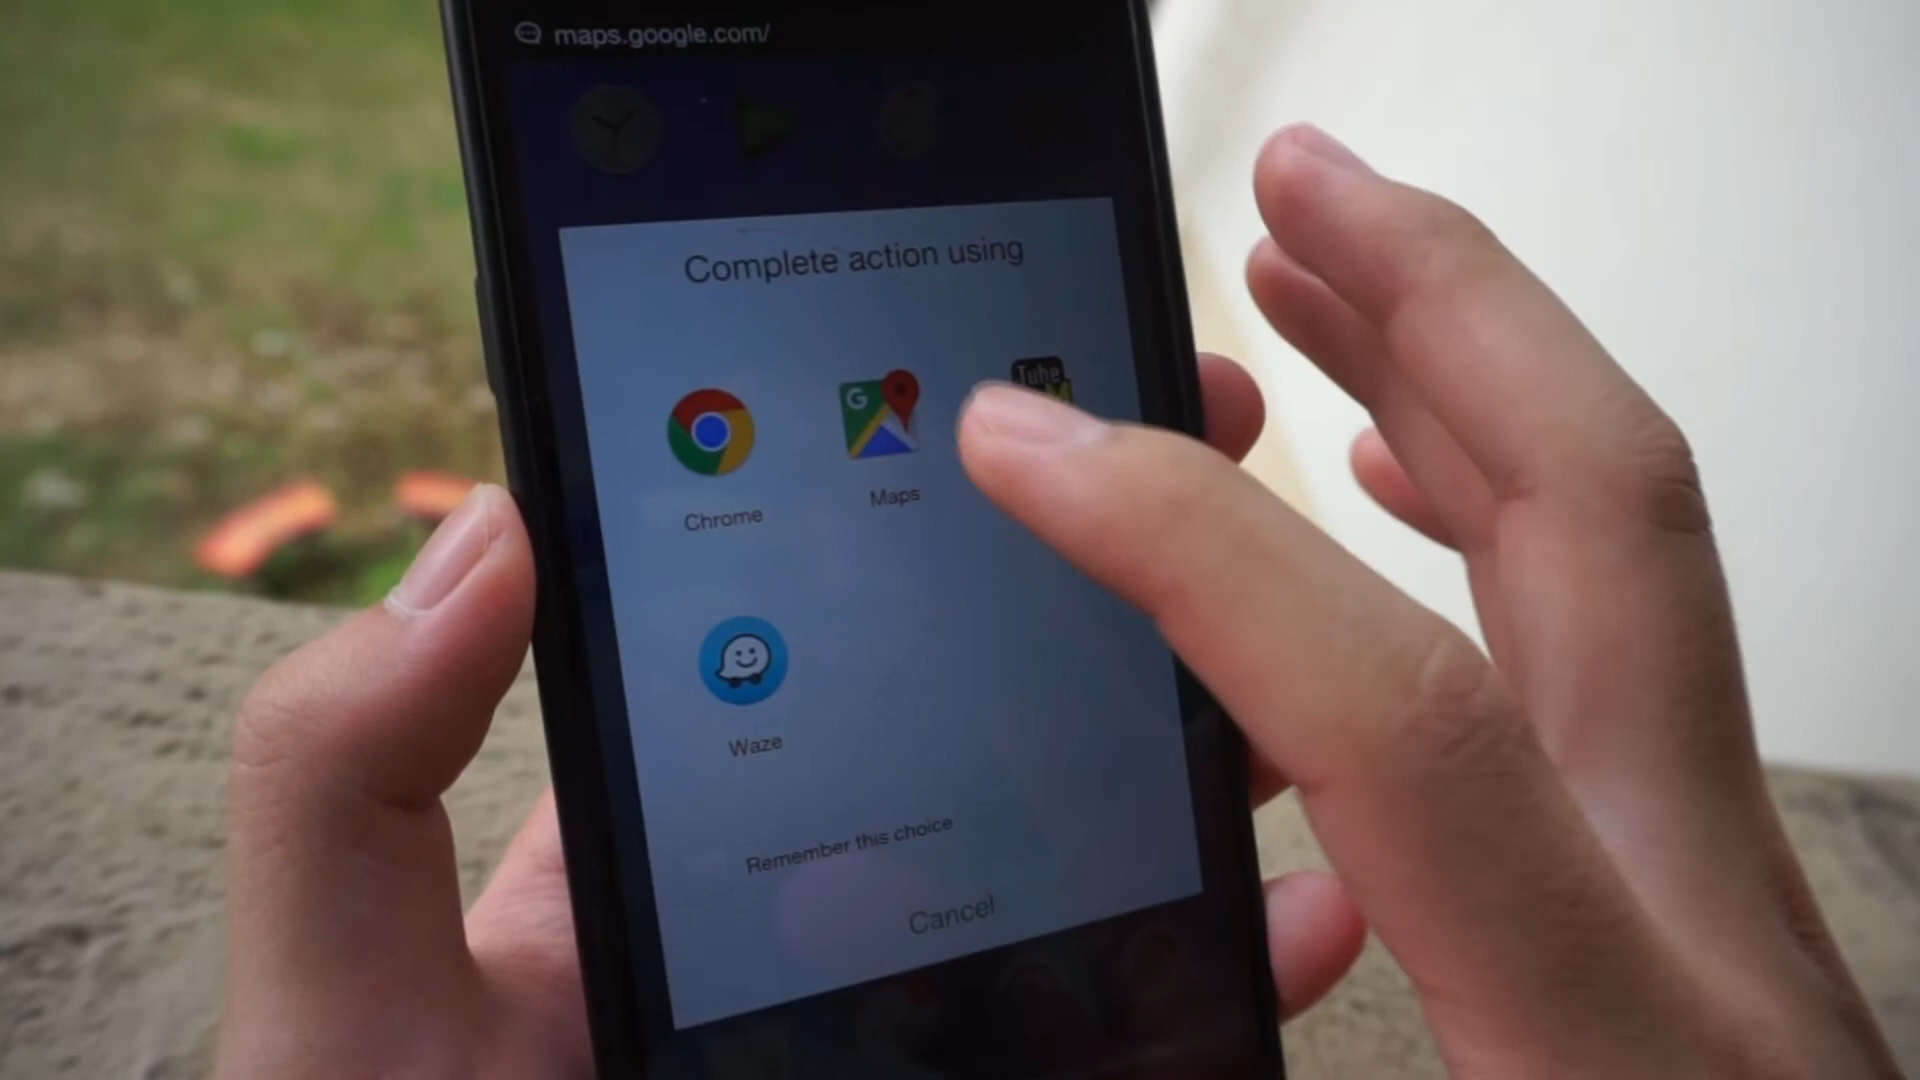 maps.google.com/
Complete action using
G
Tube
M
Chrome
Maps
Waze
Remember this choice
Cancel